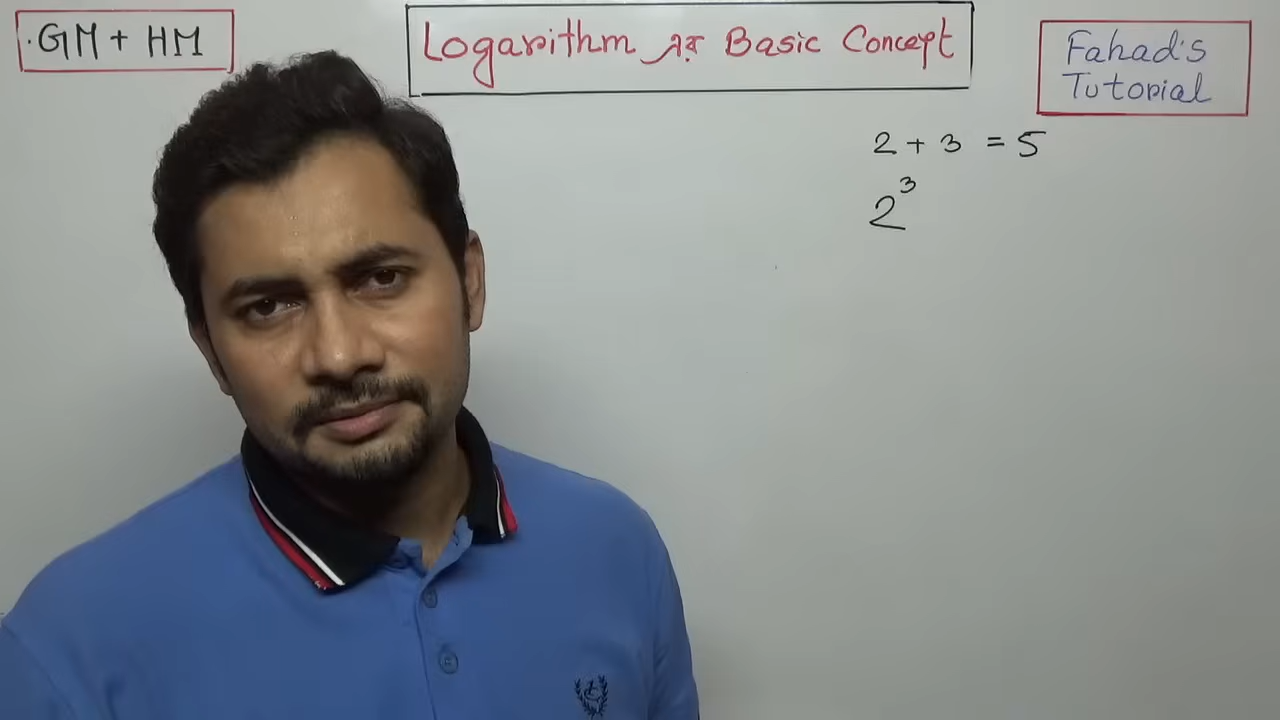 GM + HM
Logarithm এর Basic Concept
Fahad's
Tutorial
2 + 3 = 5
2³